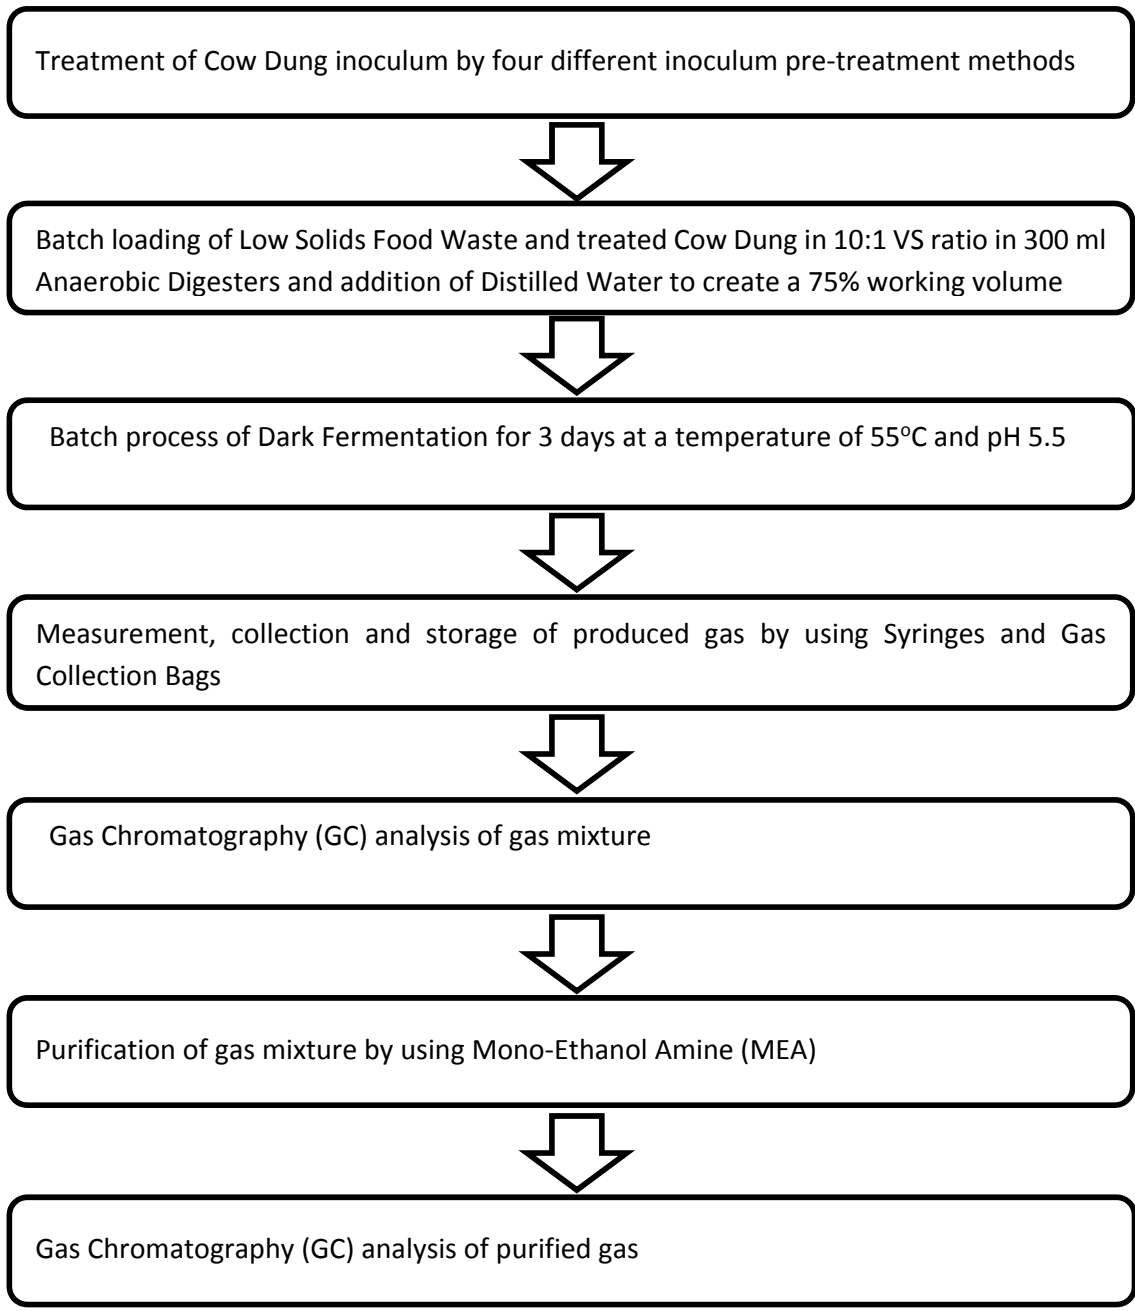 Treatment of Cow Dung inoculum by four different inoculum pre-treatment methods
Batch loading of Low Solids Food Waste and treated Cow Dung in 10:1 VS ratio in 300 ml
Anaerobic Digesters and addition of Distilled Water to create a 75% working volume
Batch process of Dark Fermentation for 3 days at a temperature of 55°C and pH 5.5
Measurement, collection and storage of produced gas by using Syringes and Gas
Collection Bags
Gas Chromatography (GC) analysis of gas mixture
Purification of gas mixture by using Mono-Ethanol Amine (MEA)
Gas Chromatography (GC) analysis of purified gas